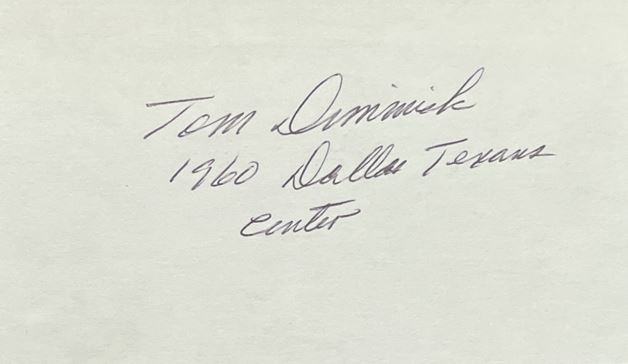 Tom Dimmick
1960 Dallas Texans
Center